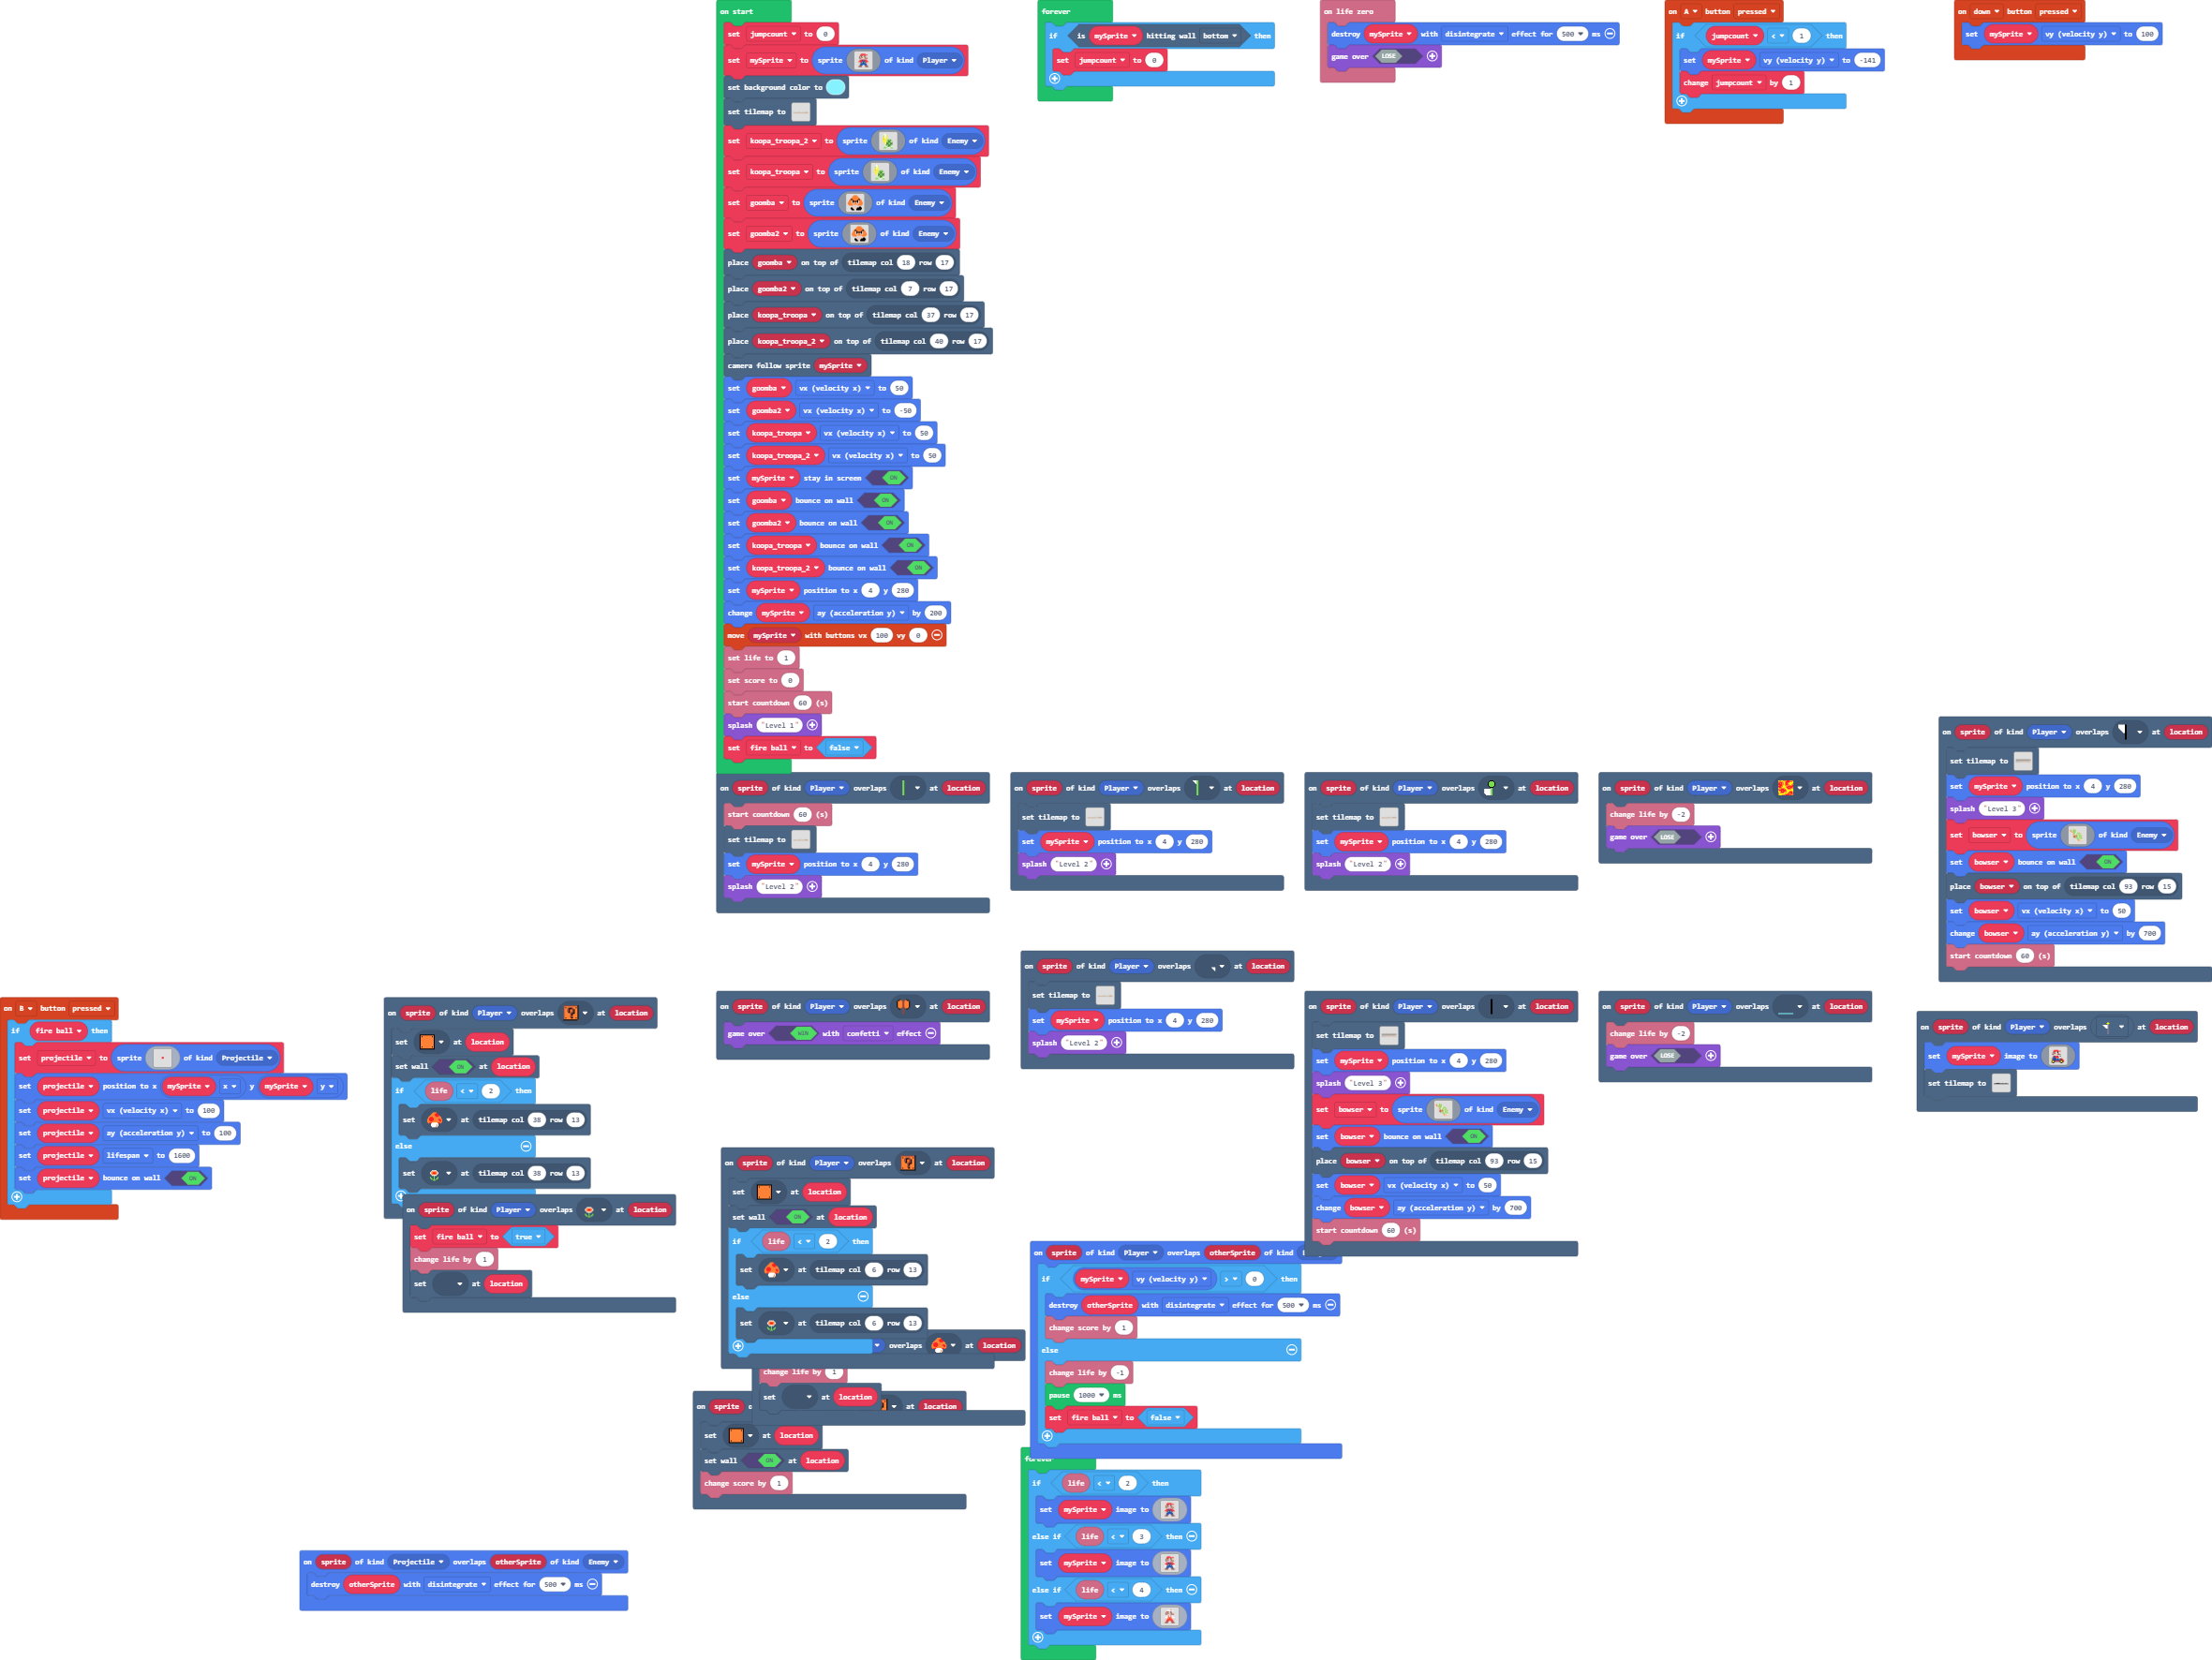 on start
set jumpcount to 0
set mySprite to sprite of kind Player
set background color to
set tilemap to
set koopa_troopa_2 to sprite of kind Enemy
set koopa_troopa to sprite of kind Enemy
set goomba to sprite of kind Enemy
set goomba2 to sprite of kind Enemy
place goomba on top of tilemap col 18 row 17
place goomba2 on top of tilemap col 7 row 17
place koopa_troopa on top of tilemap col 37 row 17
place koopa_troopa_2 on top of tilemap col 40 row 17
camera follow sprite mySprite
set goomba vx (velocity x) to 50
set goomba2 vx (velocity x) to -50
set koopa_troopa vx (velocity x) to 50
set koopa_troopa_2 vx (velocity x) to 50
set mySprite stay in screen ON
set goomba bounce on wall ON
set goomba2 bounce on wall ON
set koopa_troopa bounce on wall ON
set koopa_troopa_2 bounce on wall ON
set mySprite position to x 4 y 280
change mySprite ay (acceleration y) by 200
move mySprite with buttons vx 100 vy 0
set life to 1
set score to 0
start countdown 60 (s)
splash "Level 1"
set fire ball to false
forever
if is mySprite hitting wall bottom then
set jumpcount to 0
on life zero
destroy mySprite with disintegrate effect for 500 ms
game over LOSE
on A button pressed
if jumpcount < 1 then
set mySprite vy (velocity y) to -141
change jumpcount by 1
on down button pressed
set mySprite vy (velocity y) to 100
on sprite of kind Player overlaps at location
start countdown 60 (s)
set tilemap to
set mySprite position to x 4 y 280
splash "Level 2"
on sprite of kind Player overlaps at location
set tilemap to
set mySprite position to x 4 y 280
splash "Level 2"
on sprite of kind Player overlaps at location
set tilemap to
set mySprite position to x 4 y 280
splash "Level 2"
on sprite of kind Player overlaps at location
change life by -2
game over LOSE
on sprite of kind Player overlaps at location
set tilemap to
set mySprite position to x 4 y 280
splash "Level 3"
set bowser to sprite of kind Enemy
set bowser bounce on wall ON
place bowser on top of tilemap col 93 row 15
set bowser vx (velocity x) to 50
change bowser ay (acceleration y) by 700
start countdown 60 (s)
on B button pressed
if fire ball then
set projectile to sprite of kind Projectile
set projectile position to x mySprite x y mySprite y
set projectile vx (velocity x) to 100
set projectile ay (acceleration y) to 100
set projectile lifespan to 1600
set projectile bounce on wall ON
on sprite of kind Player overlaps at location
set at location
set wall ON at location
if life < 2 then
set at tilemap col 38 row 13
else
set at tilemap col 38 row 13
on sprite of kind Player overlaps at location
set fire ball to true
change life by 1
set at location
on sprite of kind Player overlaps at location
game over WIN with confetti effect
on sprite of kind Player overlaps at location
set tilemap to
set mySprite position to x 4 y 280
splash "Level 2"
on sprite of kind Player overlaps at location
set tilemap to
set mySprite position to x 4 y 280
splash "Level 3"
set bowser to sprite of kind Enemy
set bowser bounce on wall ON
place bowser on top of tilemap col 93 row 15
set bowser vx (velocity x) to 50
change bowser ay (acceleration y) by 700
start countdown 60 (s)
on sprite of kind Player overlaps at location
change life by -2
game over LOSE
on sprite of kind Player overlaps at location
set mySprite image to
set tilemap to
on sprite of kind Player overlaps at location
set at location
set wall ON at location
if life < 2 then
set at tilemap col 6 row 13
else
set at tilemap col 6 row 13
overlaps at location
change life by 1
set at location
on sprite at location
set at location
set wall ON at location
change score by 1
on sprite of kind Player overlaps otherSprite of kind
if mySprite vy (velocity y) > 0 then
destroy otherSprite with disintegrate effect for 500 ms
change score by 1
else
change life by -1
pause 1000 ms
set fire ball to false
forever
if life < 2 then
set mySprite image to
else if life < 3 then
set mySprite image to
else if life < 4 then
set mySprite image to
on sprite of kind Projectile overlaps otherSprite of kind Enemy
destroy otherSprite with disintegrate effect for 500 ms